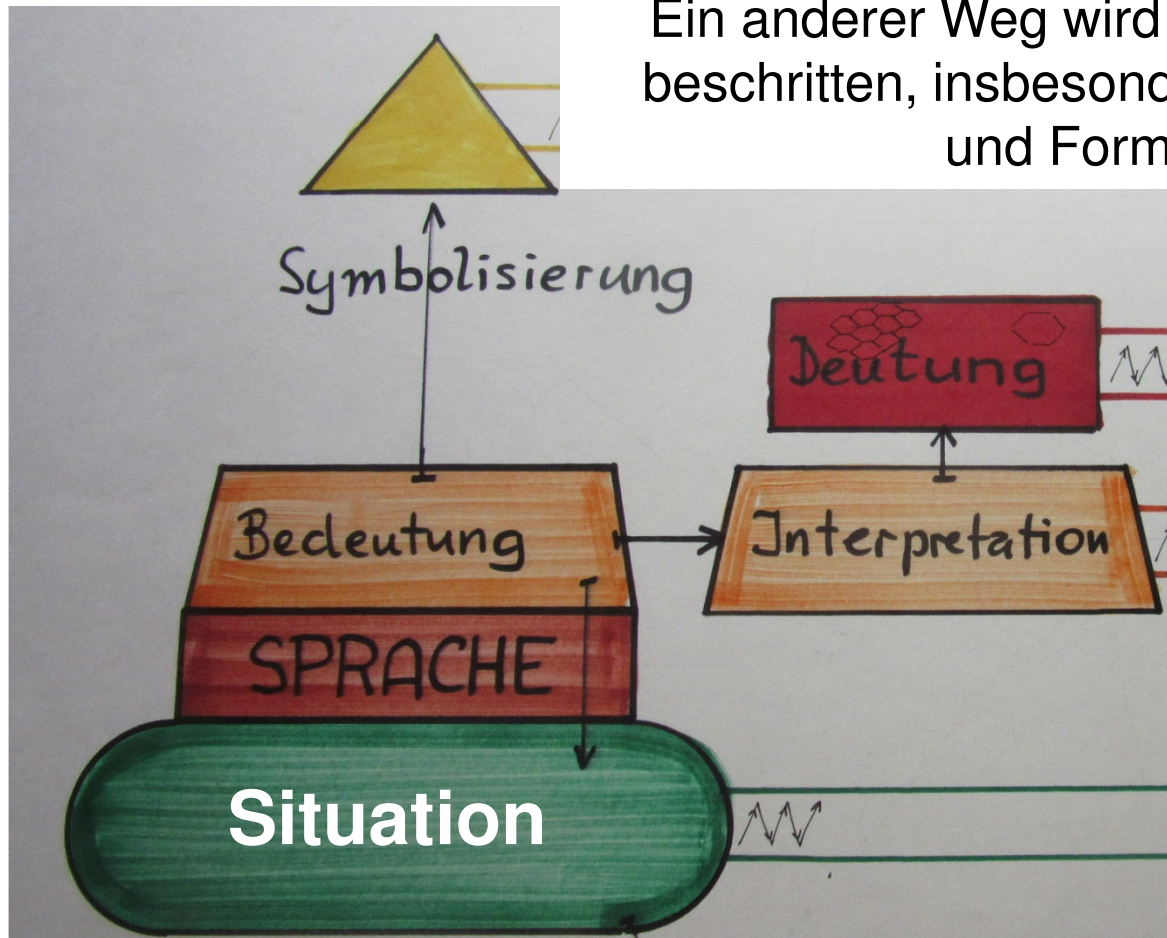 Ein anderer Weg wird
beschritten, insbesond
und Form
Symbolisierung
Deutung
Bedeutung
Interpretation
SPRACHE
Situation